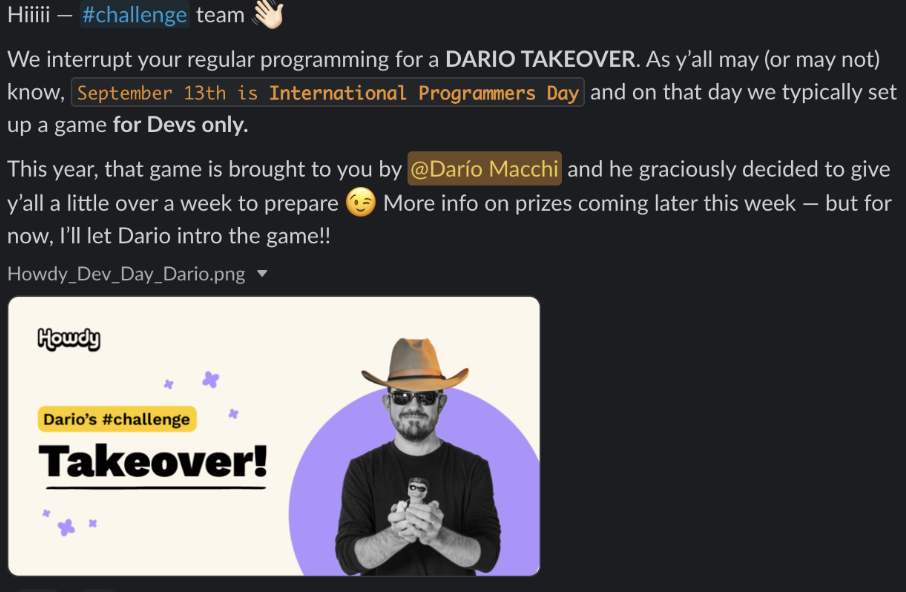 Hiiiii — #challenge team 👋🏻
We interrupt your regular programming for a DARIO TAKEOVER. As y’all may (or may not)
know, September 13th is International Programmers Day and on that day we typically set
up a game for Devs only.
This year, that game is brought to you by @Darío Macchi and he graciously decided to give
y’all a little over a week to prepare 😉 More info on prizes coming later this week — but for
now, I’ll let Dario intro the game!!
Howdy_Dev_Day_Dario.png
Howdy
Dario’s #challenge
Takeover!